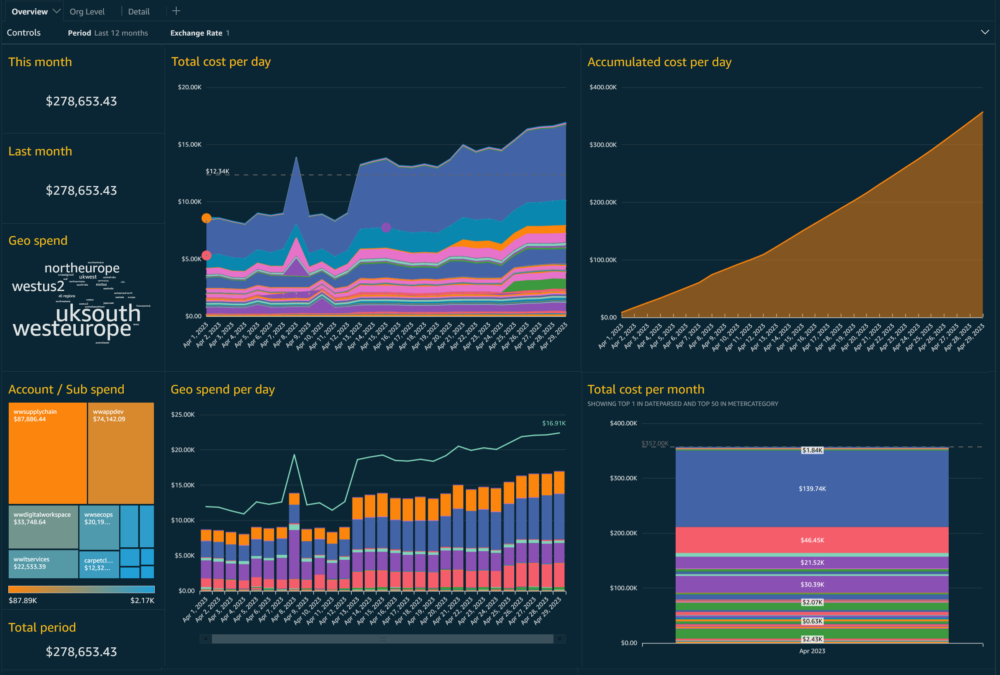 Overview
Org Level
Detail
Controls
Period Last 12 months
Exchange Rate 1
This month
$278,653.43
Last month
$278,653.43
Geo spend
southcentralus
northeurope
unassigned
ukwest
centralindia
null
northcentralus
centralus
uks
westus2
southindia
eastus
westindia
all regions
switzerlandnorth
eastasia
europe
westus
southeastasia
eastus2
japaneast
australiasoutheast
francecentral
uksouth
westeurope
weu
australiaeast
Total cost per day
$20.00K
$15.00K
$12.34K
$10.00K
$5.00K
$0.00
Apr 1, 2023
Apr 2, 2023
Apr 3, 2023
Apr 4, 2023
Apr 5, 2023
Apr 6, 2023
Apr 7, 2023
Apr 8, 2023
Apr 9, 2023
Apr 10, 2023
Apr 11, 2023
Apr 12, 2023
Apr 13, 2023
Apr 14, 2023
Apr 15, 2023
Apr 16, 2023
Apr 17, 2023
Apr 18, 2023
Apr 19, 2023
Apr 20, 2023
Apr 21, 2023
Apr 22, 2023
Apr 23, 2023
Apr 24, 2023
Apr 25, 2023
Apr 26, 2023
Apr 27, 2023
Apr 28, 2023
Apr 29, 2023
Accumulated cost per day
$400.00K
$300.00K
$200.00K
$100.00K
$0.00
Apr 1, 2023
Apr 2, 2023
Apr 3, 2023
Apr 4, 2023
Apr 5, 2023
Apr 6, 2023
Apr 7, 2023
Apr 8, 2023
Apr 9, 2023
Apr 10, 2023
Apr 11, 2023
Apr 12, 2023
Apr 13, 2023
Apr 14, 2023
Apr 15, 2023
Apr 16, 2023
Apr 17, 2023
Apr 18, 2023
Apr 19, 2023
Apr 20, 2023
Apr 21, 2023
Apr 22, 2023
Apr 23, 2023
Apr 24, 2023
Apr 25, 2023
Apr 26, 2023
Apr 27, 2023
Apr 28, 2023
Apr 29, 2023
Account / Sub spend
wwsupplychain
$87,886.44
wwappdev
$74,142.09
wwdigitalworkspace
$33,748.64
wwsecops
$20,19...
wwitservices
$22,533.39
carpetcl...
$12,32...
$87.89K
$2.17K
Total period
$278,653.43
Geo spend per day
$25.00K
$16.91K
$20.00K
$15.00K
$10.00K
$5.00K
$0.00
Apr 1, 2023
Apr 2, 2023
Apr 3, 2023
Apr 4, 2023
Apr 5, 2023
Apr 6, 2023
Apr 7, 2023
Apr 8, 2023
Apr 9, 2023
Apr 10, 2023
Apr 11, 2023
Apr 12, 2023
Apr 13, 2023
Apr 14, 2023
Apr 15, 2023
Apr 16, 2023
Apr 17, 2023
Apr 18, 2023
Apr 19, 2023
Apr 20, 2023
Apr 21, 2023
Apr 22, 2023
Apr 23, 2023
Apr 24, 2023
Apr 25, 2023
Apr 26, 2023
Apr 27, 2023
Apr 28, 2023
Apr 29, 2023
Total cost per month
SHOWING TOP 1 IN DATEPARSED AND TOP 50 IN METERCATEGORY
$400.00K
$357.00K
$1.84K
$300.00K
$139.74K
$200.00K
$46.45K
$21.52K
$30.39K
$100.00K
$2.07K
$0.63K
$2.43K
$0.00
Apr 2023